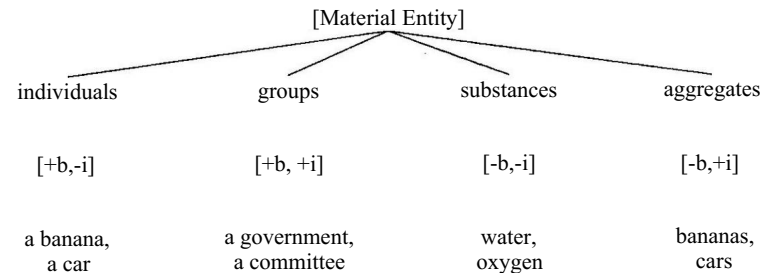 [Material Entity]
individuals groups substances aggregates
[+b,-i] [+b, +i] [-b,-i] [-b,+i]
a banana, a government, water, bananas,
a car a committee oxygen cars